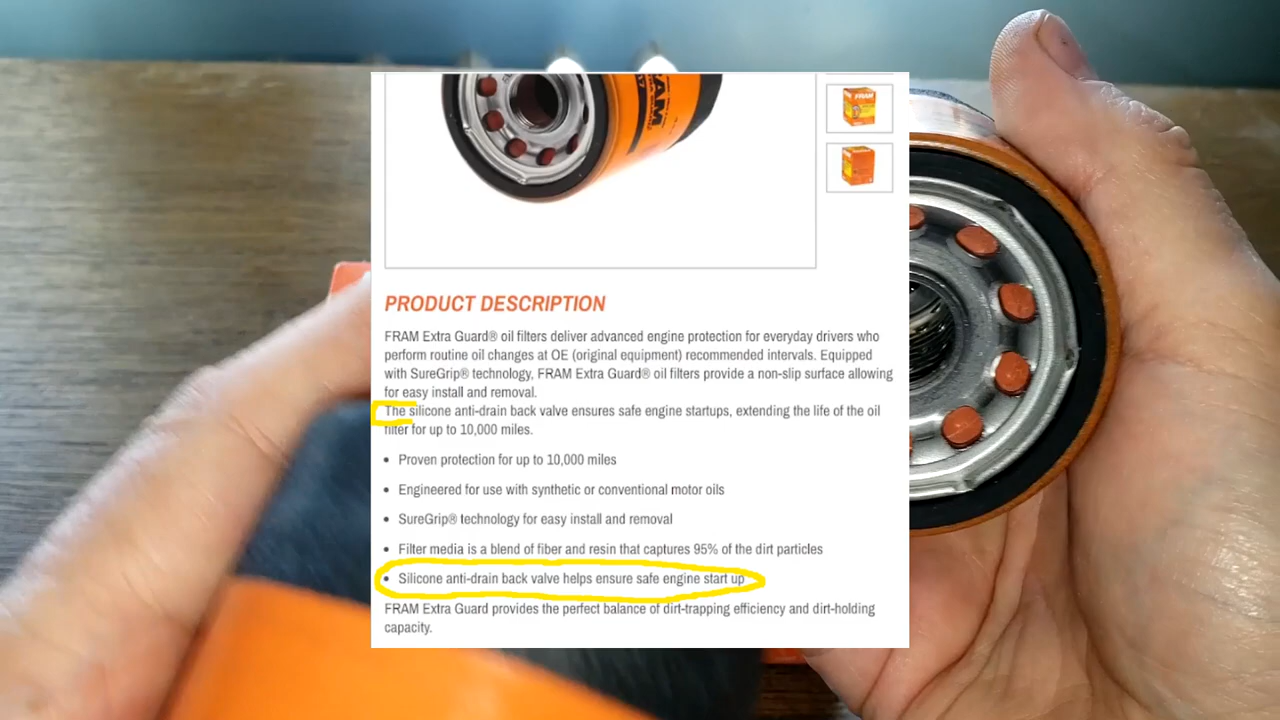 FRAM
PRODUCT DESCRIPTION
FRAM Extra Guard® oil filters deliver advanced engine protection for everyday drivers who
perform routine oil changes at OE (original equipment) recommended intervals. Equipped
with SureGrip® technology, FRAM Extra Guard® oil filters provide a non-slip surface allowing
for easy install and removal.
The silicone anti-drain back valve ensures safe engine startups, extending the life of the oil
filter for up to 10,000 miles.
• Proven protection for up to 10,000 miles
• Engineered for use with synthetic or conventional motor oils
• SureGrip® technology for easy install and removal
• Filter media is a blend of fiber and resin that captures 95% of the dirt particles
• Silicone anti-drain back valve helps ensure safe engine start up
FRAM Extra Guard provides the perfect balance of dirt-trapping efficiency and dirt-holding
capacity.